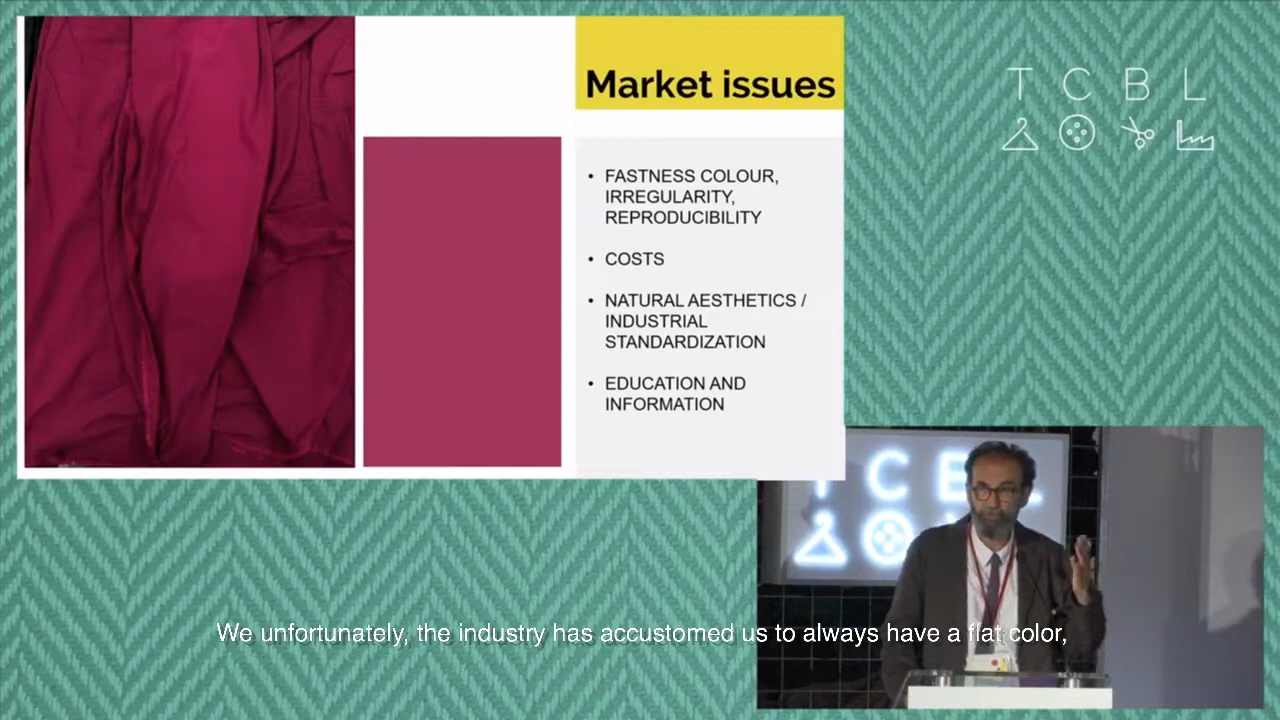 Market issues
T C B L
• FASTNESS COLOUR,
IRREGULARITY,
REPRODUCIBILITY
• COSTS
• NATURAL AESTHETICS /
INDUSTRIAL
STANDARDIZATION
• EDUCATION AND
INFORMATION
T C B L
We unfortunately, the industry has accustomed us to always have a flat color,